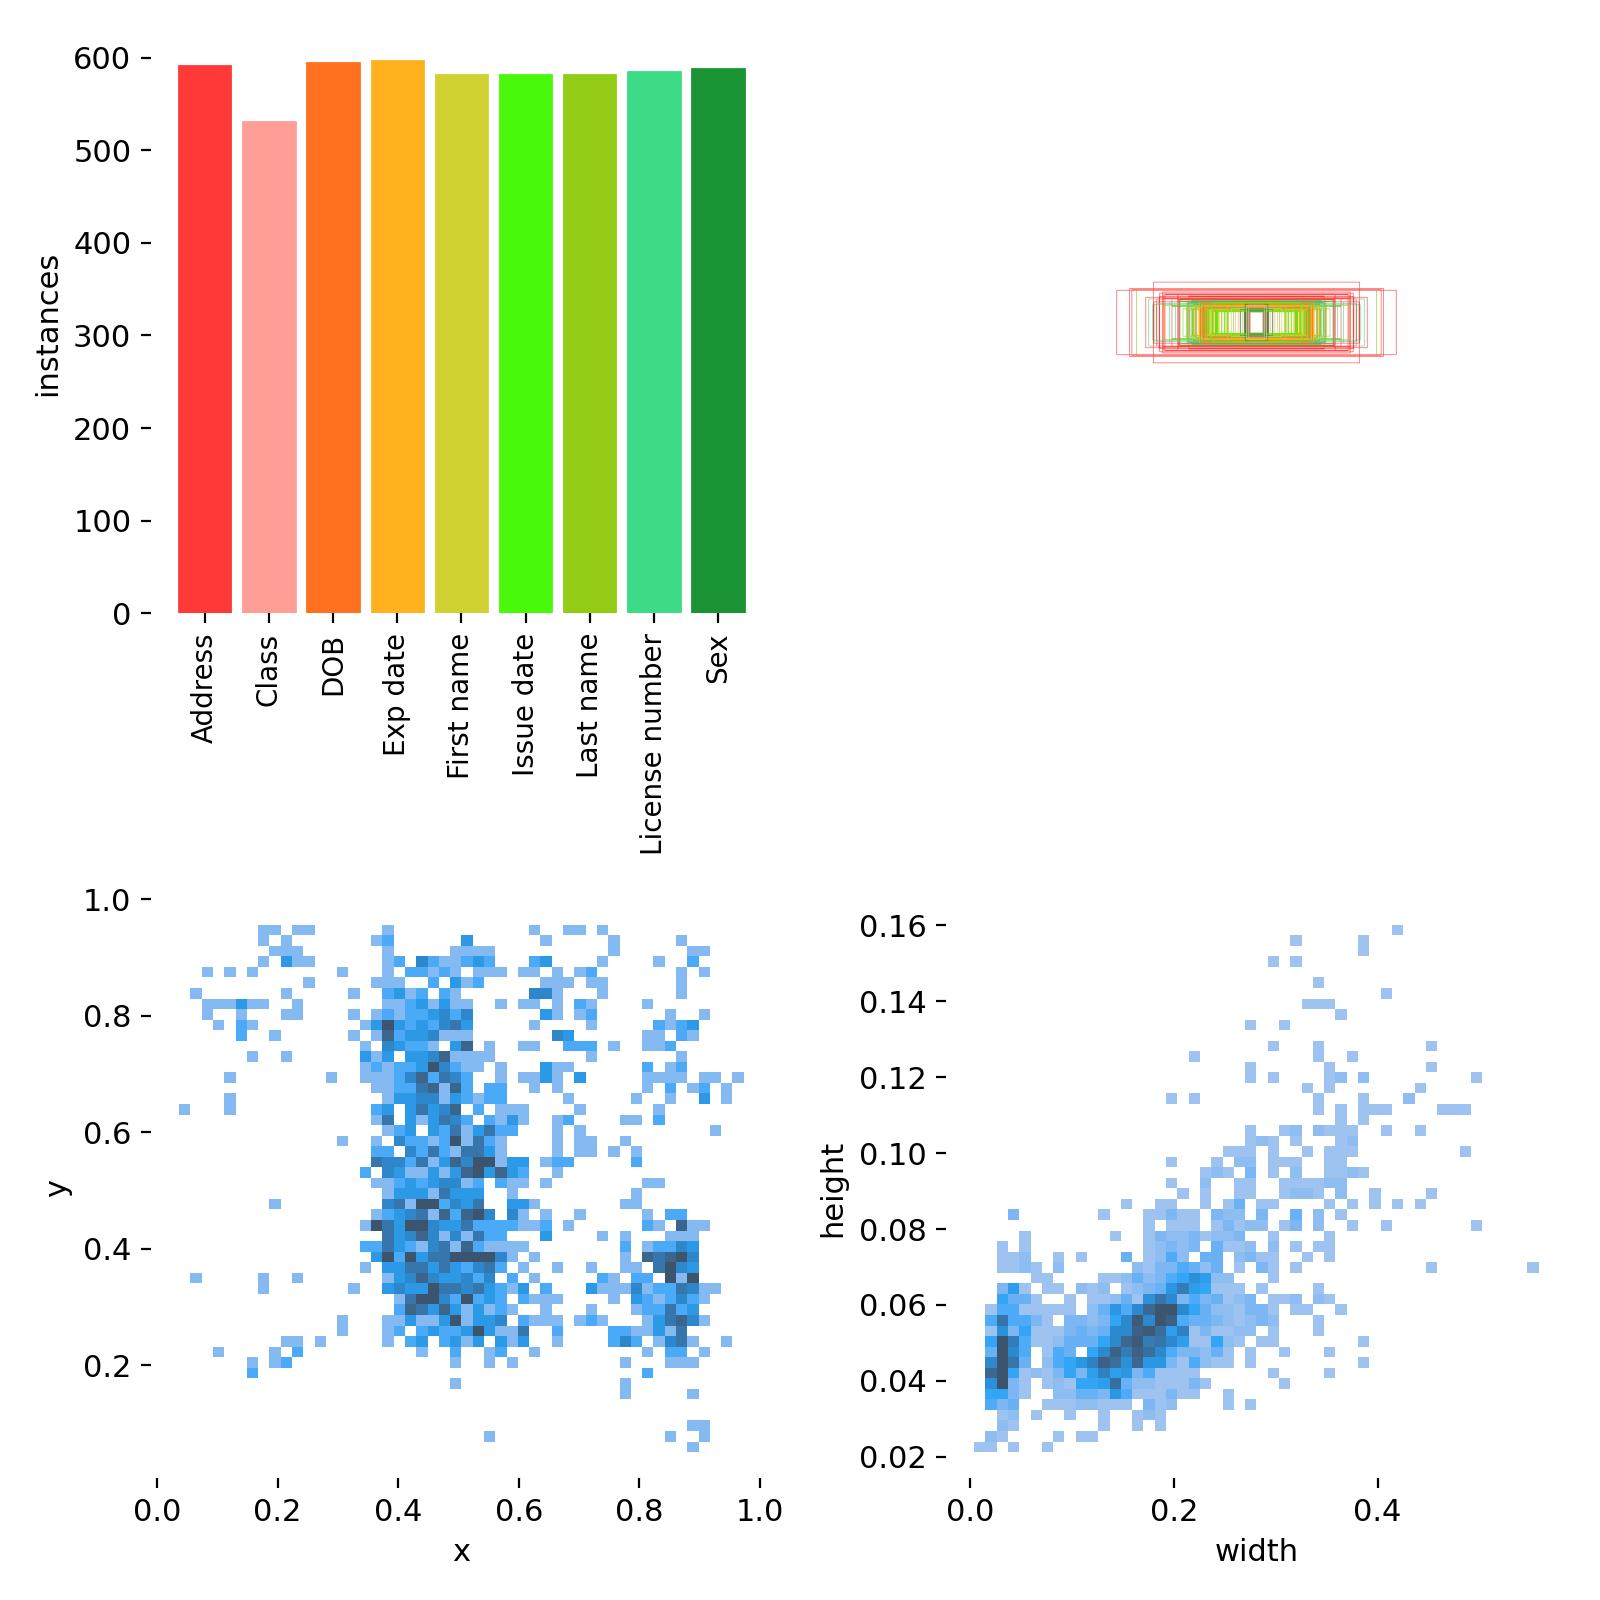 600
500
400
300
200
100
0
instances
Address
Class
DOB
Exp date
First name
Issue date
Last name
License number
Sex
1.0
0.8
0.6
0.4
0.2
y
0.0 0.2 0.4 0.6 0.8 1.0
x
0.16
0.14
0.12
0.10
0.08
0.06
0.04
0.02
height
0.0 0.2 0.4
width